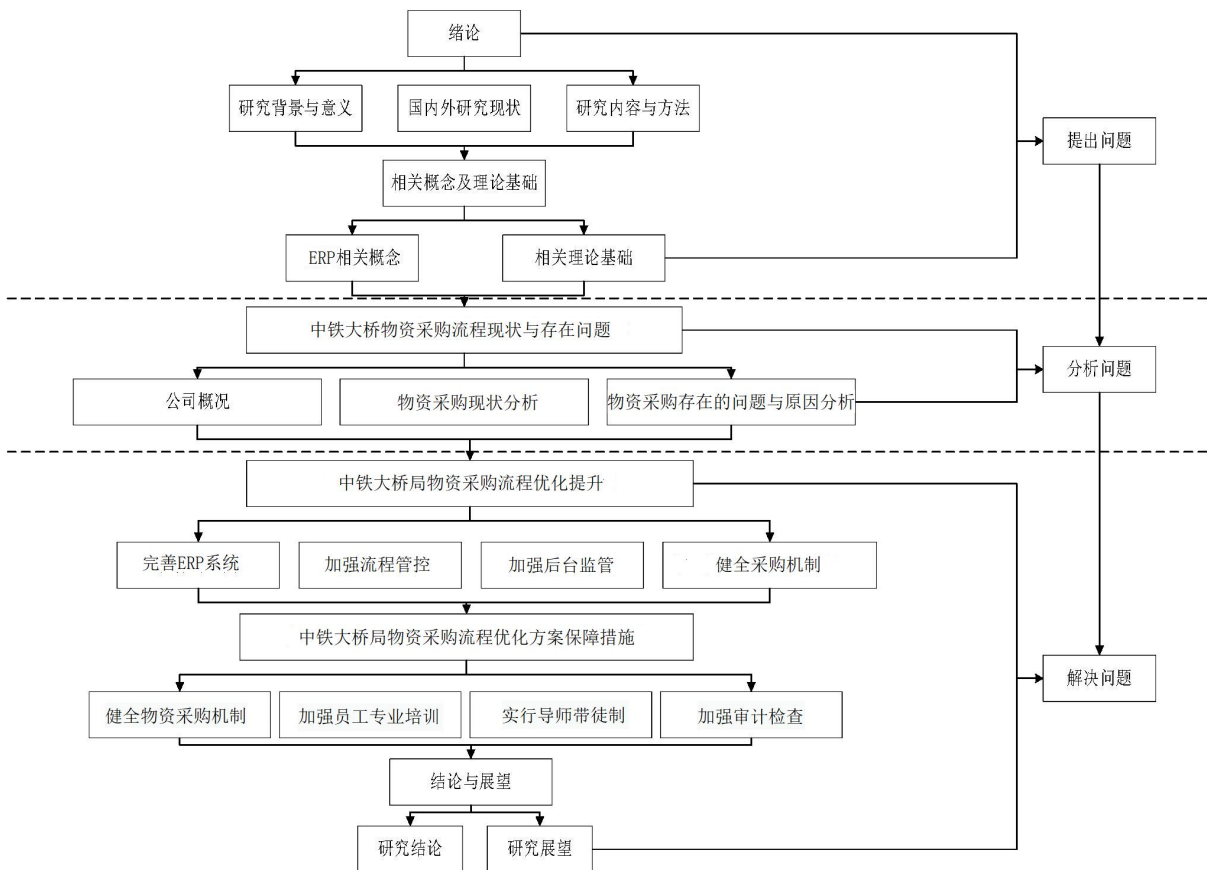 绪论
研究背景与意义
国内外研究现状
研究内容与方法
提出问题
相关概念及理论基础
ERP相关概念
相关理论基础
中铁大桥物资采购流程现状与存在问题
分析问题
公司概况
物资采购现状分析
物资采购存在的问题与原因分析
中铁大桥局物资采购流程优化提升
完善ERP系统
加强流程管控
加强后台监管
健全采购机制
中铁大桥局物资采购流程优化方案保障措施
解决问题
健全物资采购机制
加强员工专业培训
实行导师带徒制
加强审计检查
结论与展望
研究结论
研究展望